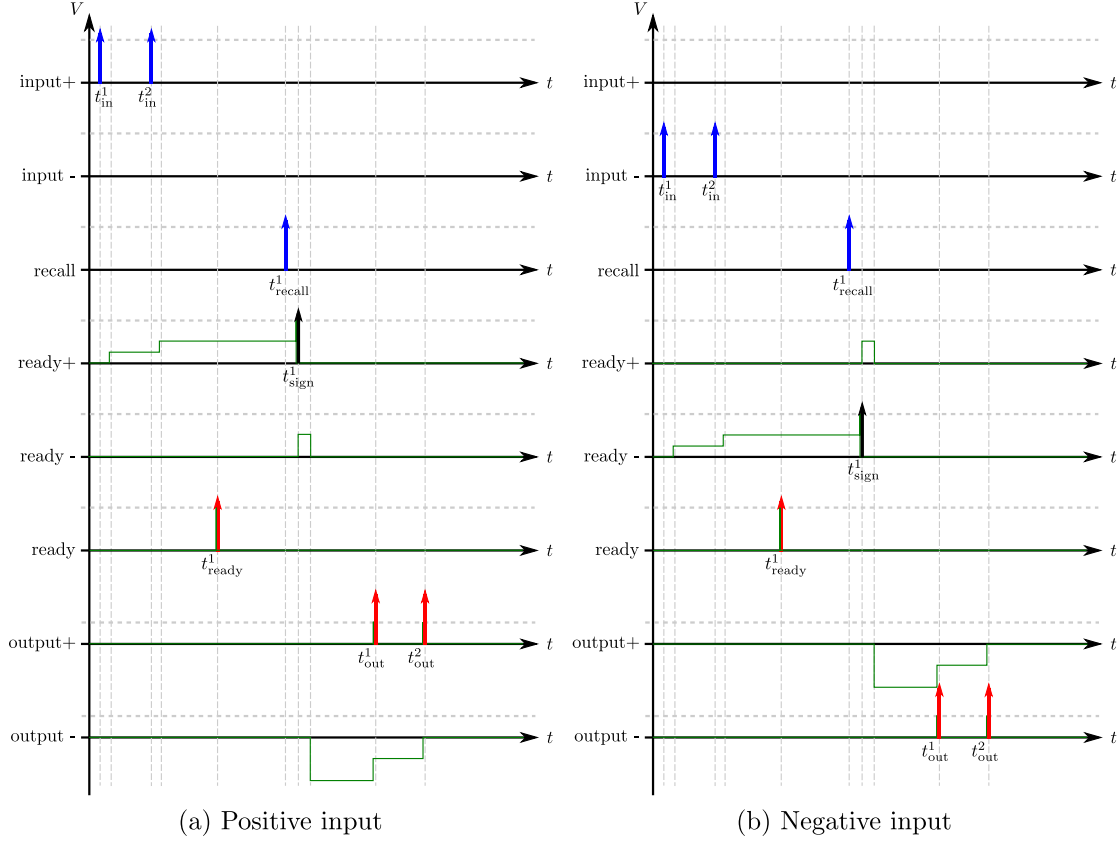 V
input+ t
t¹in t²in
input - t
recall t
t¹recall
ready+ t
t¹sign
ready - t
ready t
t¹ready
output+ t
t¹out t²out
output - t
(a) Positive input
V
input+ t
input - t
t¹in t²in
recall t
t¹recall
ready+ t
ready - t
t¹sign
ready t
t¹ready
output+ t
output - t
t¹out t²out
(b) Negative input